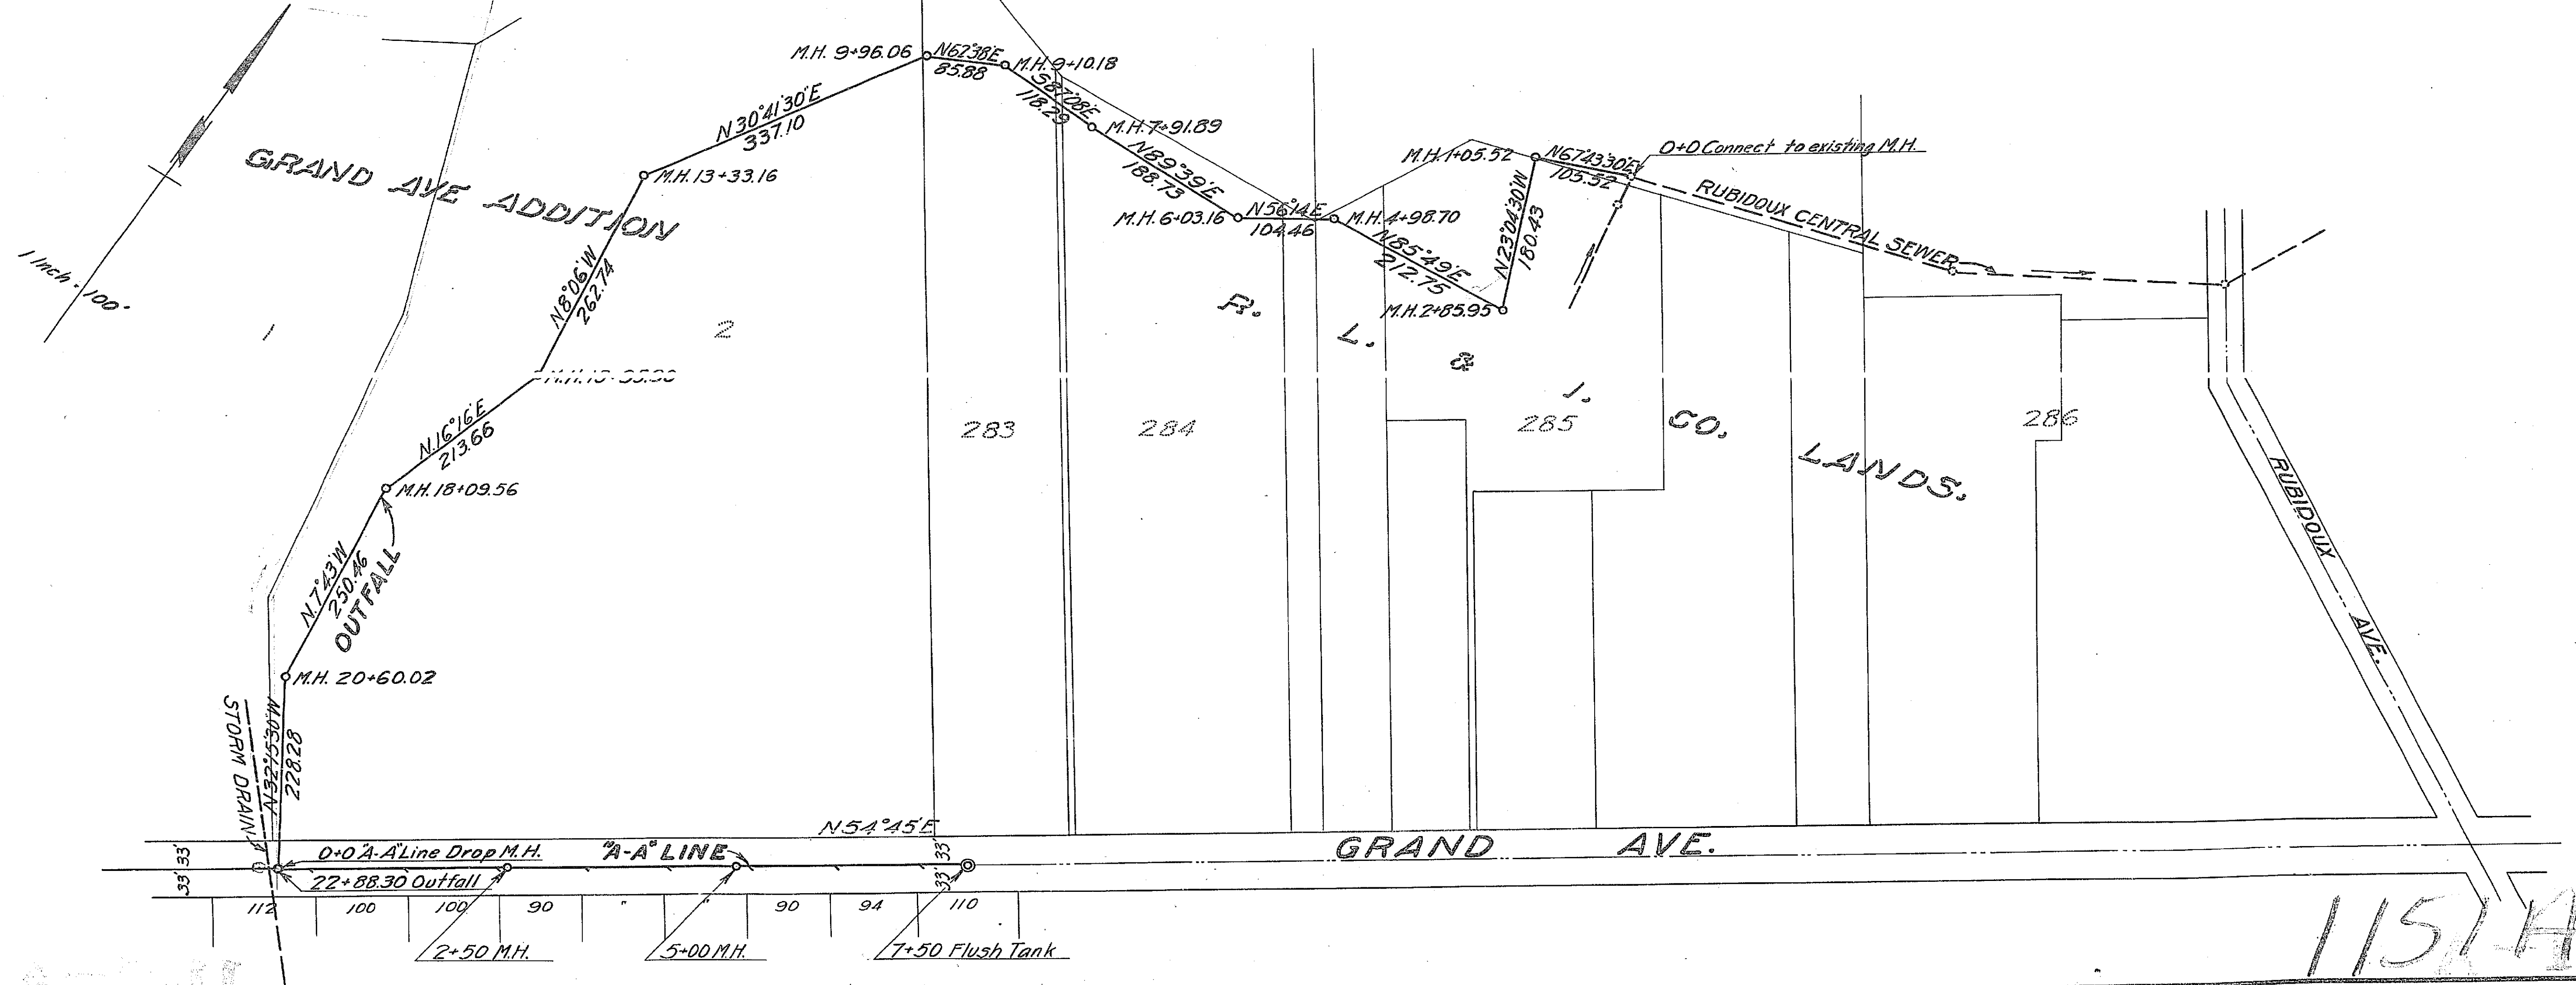 M.H. 9+96.06
N62°38'E
85.88
M.H. 9+10.18
S87°08'E
118.29
M.H. 7+91.89
N89°39'E
188.73
M.H. 6+03.16
N56°14'E
104.46
M.H. 4+98.70
N85°49'E
212.75
M.H. 2+85.95
N23°04'30"W
180.43
M.H. 1+05.52
N67°43'30"E
105.52
0+0 Connect to existing M.H.
RUBIDOUX CENTRAL SEWER
N30°41'30"E
337.10
M.H. 13+33.16
GRAND AVE ADDITION
1 Inch - 100'
N8°06'W
262.74
1
2
N.16°16'E
213.66
M.H. 18+09.56
N.7°43'W
250.46
OUTFALL
M.H. 20+60.02
228.28
STORM DRAIN
R. L. & I. CO. LANDS.
283
284
285
286
RUBIDOUX AVE.
N54°45'E
GRAND AVE.
33'
33'
33'
33'
0+0 "A-A" Line Drop M.H.
"A-A" LINE
22+88.30 Outfall
112
100
100
90
"
"
90
94
110
2+50 M.H.
5+00 M.H.
7+50 Flush Tank
1151 A